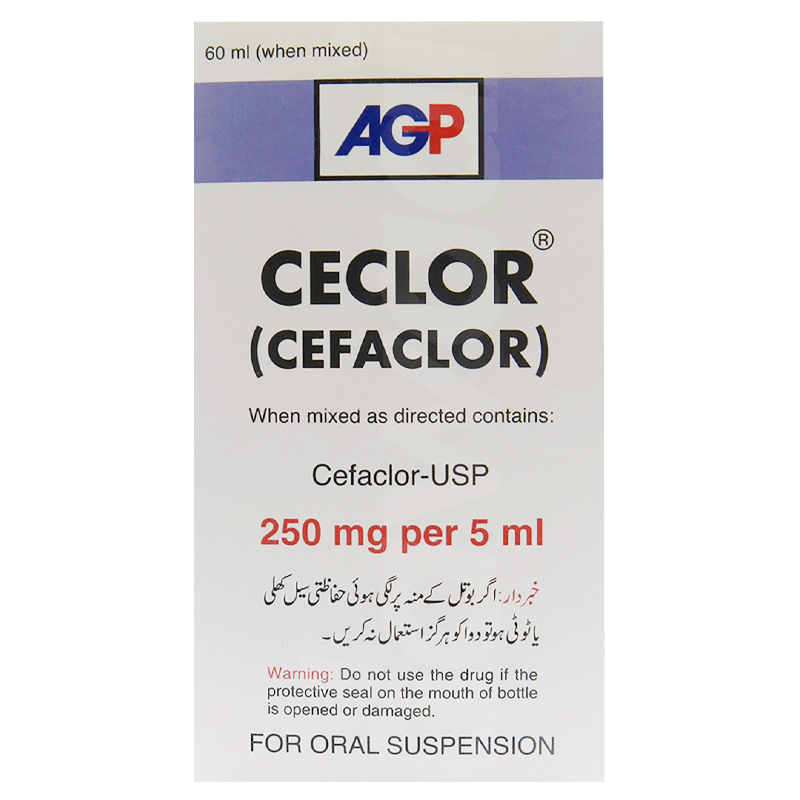 60 ml (when mixed)
AGP
CECLOR®
(CEFACLOR)
When mixed as directed contains:
Cefaclor-USP
250 mg per 5 ml
خبردار: اگر بوتل کے منہ پر لگی ہوئی حفاظتی سیل کھلی
یا ٹوٹی ہو تو دوا کو ہرگز استعمال نہ کریں۔
Warning: Do not use the drug if the
protective seal on the mouth of bottle
is opened or damaged.
FOR ORAL SUSPENSION